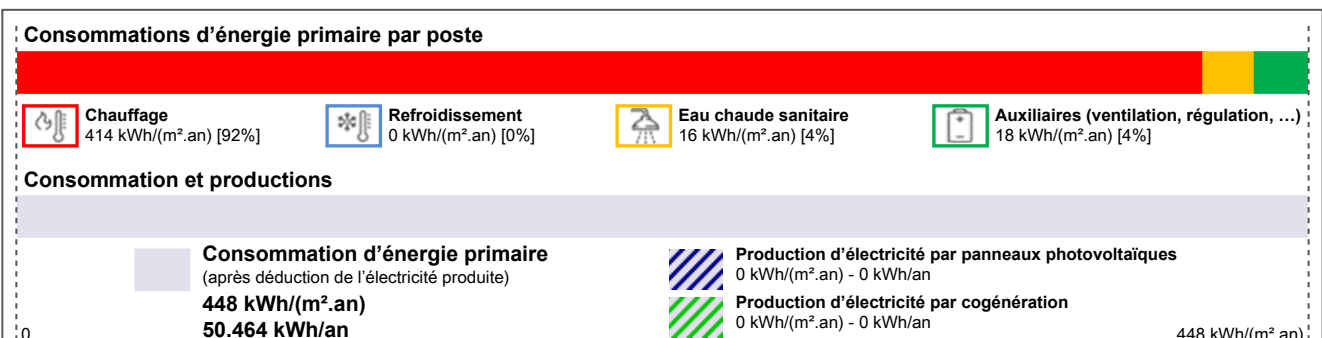 Consommations d'énergie primaire par poste
Chauffage
414 kWh/(m².an) [92%]
Refroidissement
0 kWh/(m².an) [0%]
Eau chaude sanitaire
16 kWh/(m².an) [4%]
Auxiliaires (ventilation, régulation, …)
18 kWh/(m².an) [4%]
Consommation et productions
Consommation d'énergie primaire
(après déduction de l'électricité produite)
448 kWh/(m².an)
50.464 kWh/an
Production d'électricité par panneaux photovoltaïques
0 kWh/(m².an) - 0 kWh/an
Production d'électricité par cogénération
0 kWh/(m².an) - 0 kWh/an
0
448 kWh/(m².an)